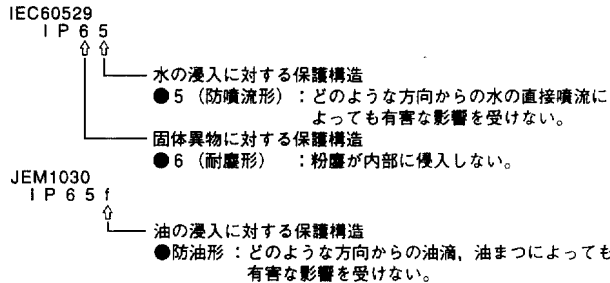 IEC60529
IP65
水の浸入に対する保護構造
●5（防噴流形）：どのような方向からの水の直接噴流に
よっても有害な影響を受けない。
固体異物に対する保護構造
●6（耐塵形）：粉塵が内部に侵入しない。
JEM1030
IP65f
油の浸入に対する保護構造
●防油形：どのような方向からの油滴，油まつによっても
有害な影響を受けない。